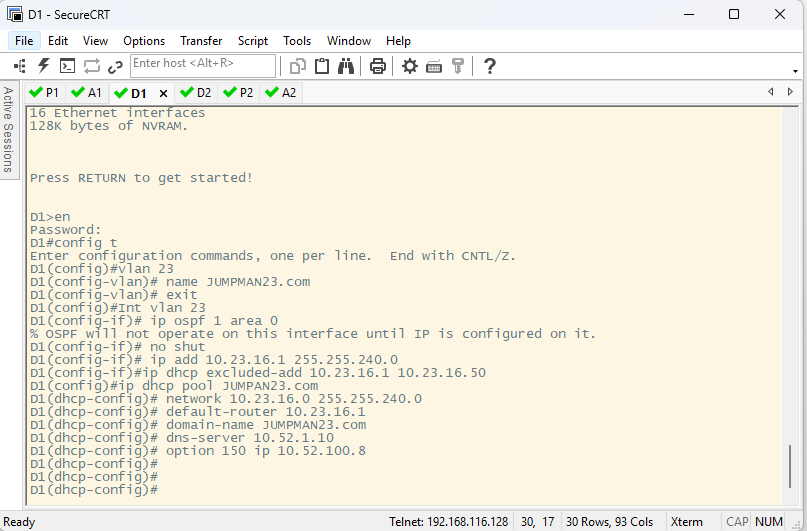 D1 - SecureCRT
File Edit View Options Transfer Script Tools Window Help
Enter host <Alt+R>
P1 A1 D1 D2 P2 A2
Active Sessions
16 Ethernet interfaces
128K bytes of NVRAM.
Press RETURN to get started!
D1>en
Password:
D1#config t
Enter configuration commands, one per line.  End with CNTL/Z.
D1(config)#vlan 23
D1(config-vlan)# name JUMPMAN23.com
D1(config-vlan)# exit
D1(config)#Int vlan 23
D1(config-if)# ip ospf 1 area 0
% OSPF will not operate on this interface until IP is configured on it.
D1(config-if)# no shut
D1(config-if)# ip add 10.23.16.1 255.255.240.0
D1(config-if)#ip dhcp excluded-add 10.23.16.1 10.23.16.50
D1(config)#ip dhcp pool JUMPAN23.com
D1(dhcp-config)# network 10.23.16.0 255.255.240.0
D1(dhcp-config)# default-router 10.23.16.1
D1(dhcp-config)# domain-name JUMPMAN23.com
D1(dhcp-config)# dns-server 10.52.1.10
D1(dhcp-config)# option 150 ip 10.52.100.8
D1(dhcp-config)#
D1(dhcp-config)#
D1(dhcp-config)#
Ready Telnet: 192.168.116.128 30, 17 30 Rows, 93 Cols Xterm CAP NUM